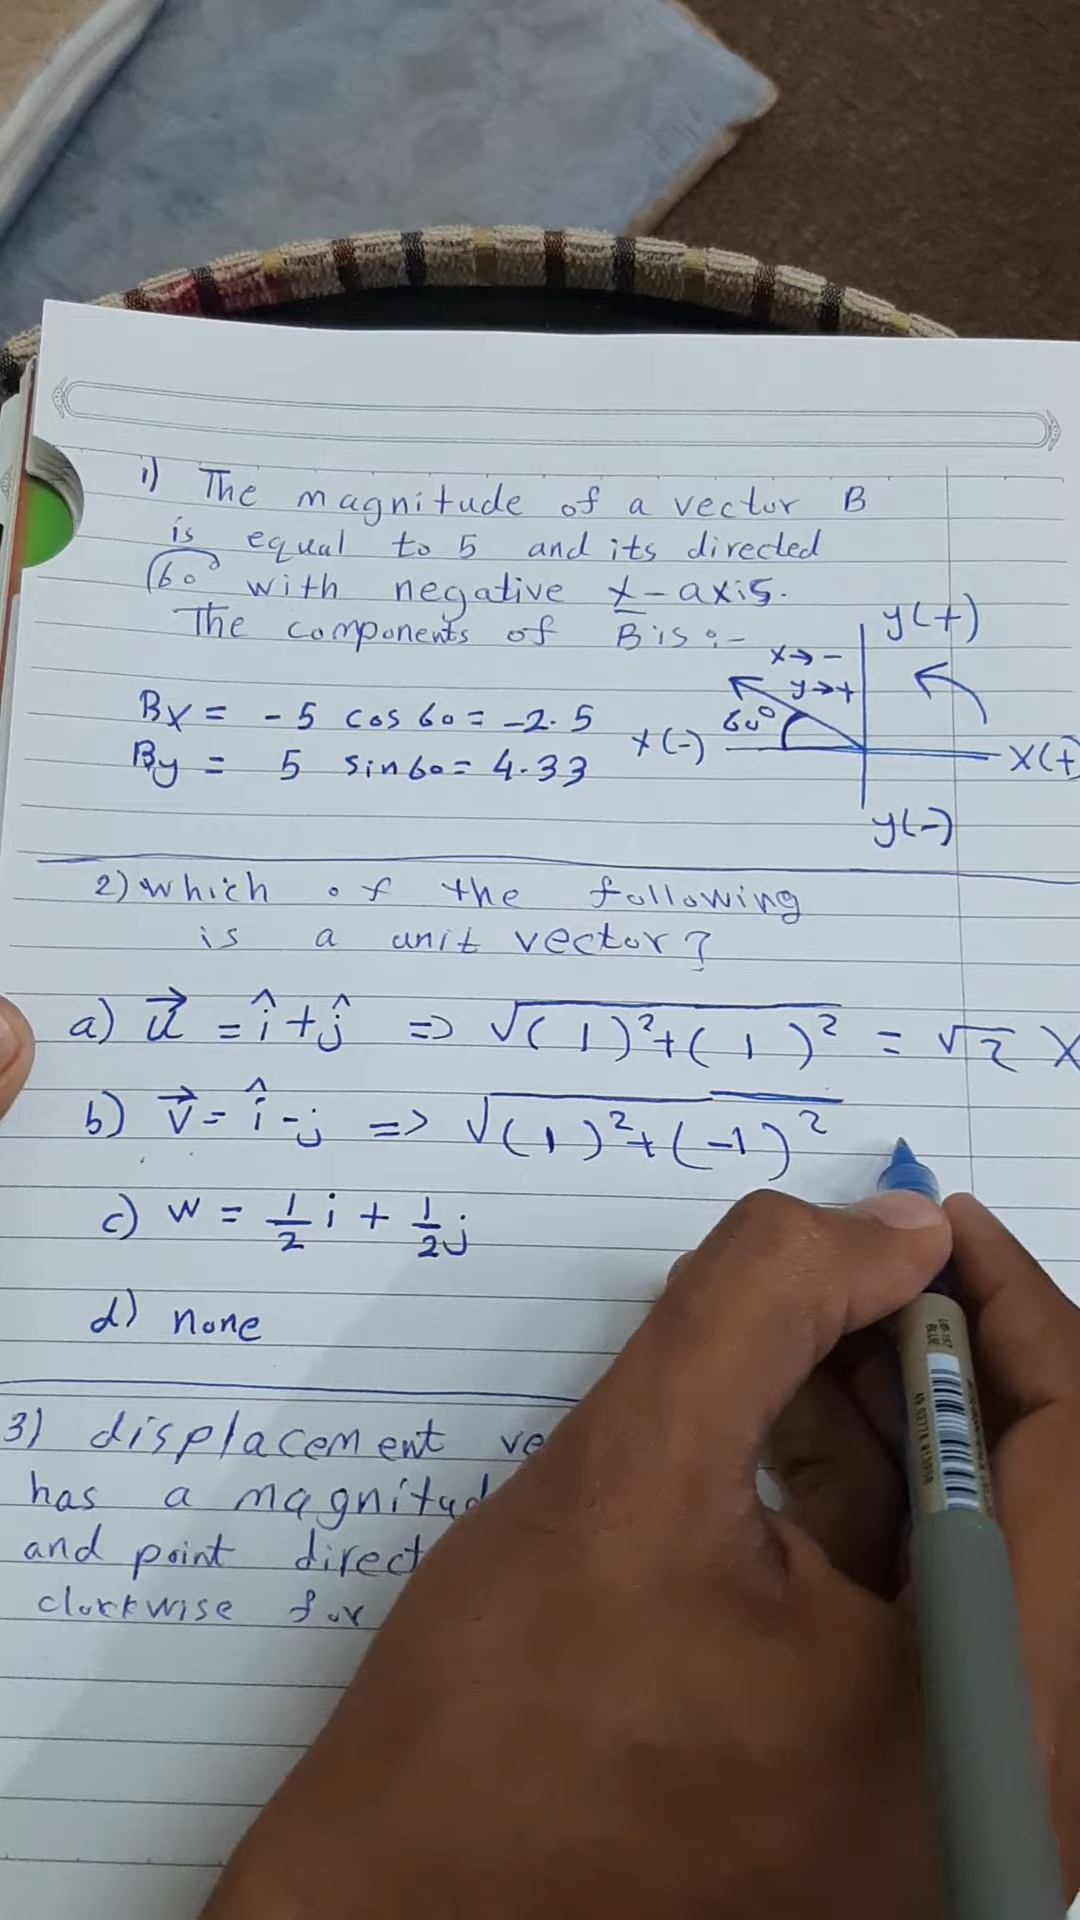 1) The magnitude of a vector B
is equal to 5 and its directed
60° with negative x-axis.
The components of B is :-
Bx = -5 cos 60 = -2.5
By = 5 sin 60 = 4.33
y(+)
x→ -
y→+
60°
x(-)
x(+)
y(-)
2) which of the following
is a unit vector?
a) u⃗ = î + ĵ => √(1)²+(1)² = √2 X
b) v⃗ = î - j => √(1)²+(-1)²
c) w = 1/2 i + 1/2 j
d) none
3) displacement
has a
and point
clockwise for
BLUE